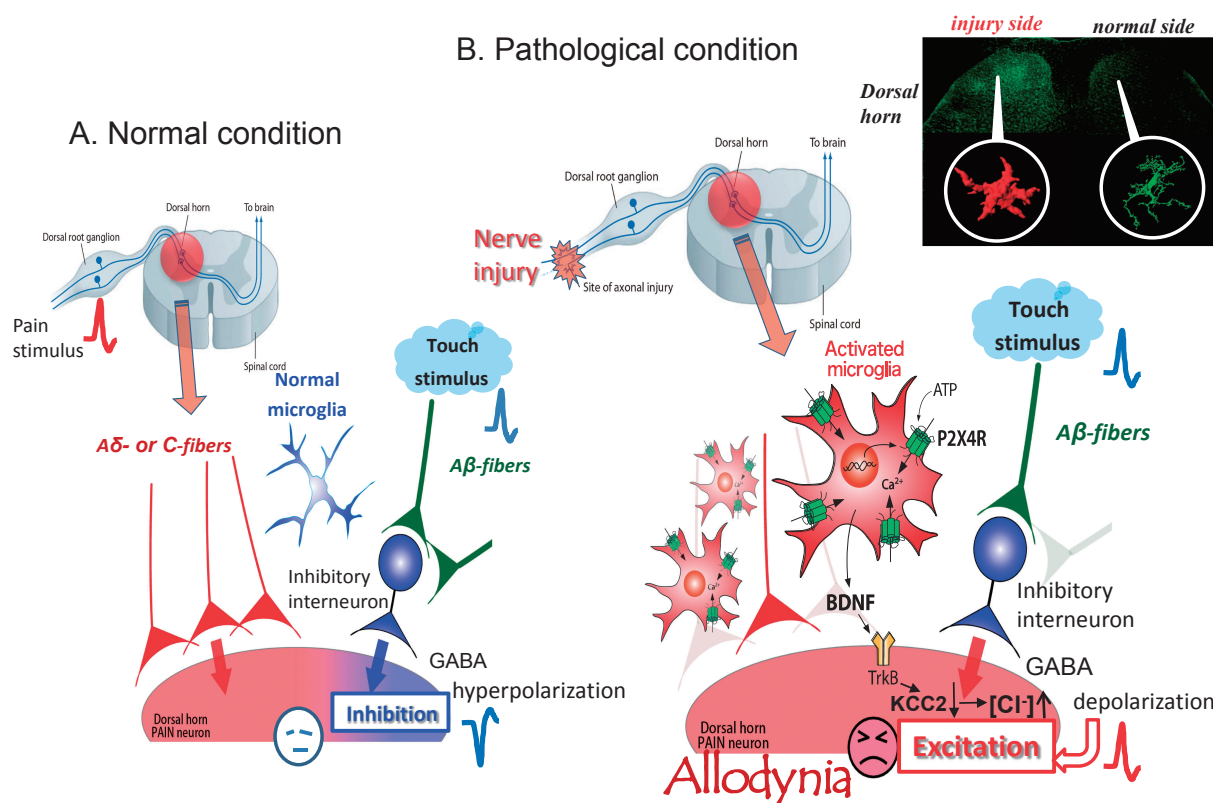 B. Pathological condition
injury side
normal side
Dorsal
horn
A. Normal condition
Dorsal horn
To brain
Dorsal root ganglion
Pain
stimulus
Spinal cord
Normal
microglia
Touch
stimulus
Aδ- or C-fibers
Aβ-fibers
Inhibitory
interneuron
GABA
hyperpolarization
Inhibition
Dorsal horn
PAIN neuron
Dorsal horn
To brain
Dorsal root ganglion
Nerve
injury
Site of axonal injury
Spinal cord
Touch
stimulus
Activated
microglia
ATP
P2X4R
Ca2+
Ca2+
Ca2+
Aβ-fibers
BDNF
Inhibitory
interneuron
GABA
TrkB
KCC2
[Cl-]
depolarization
Dorsal horn
PAIN neuron
Excitation
Allodynia